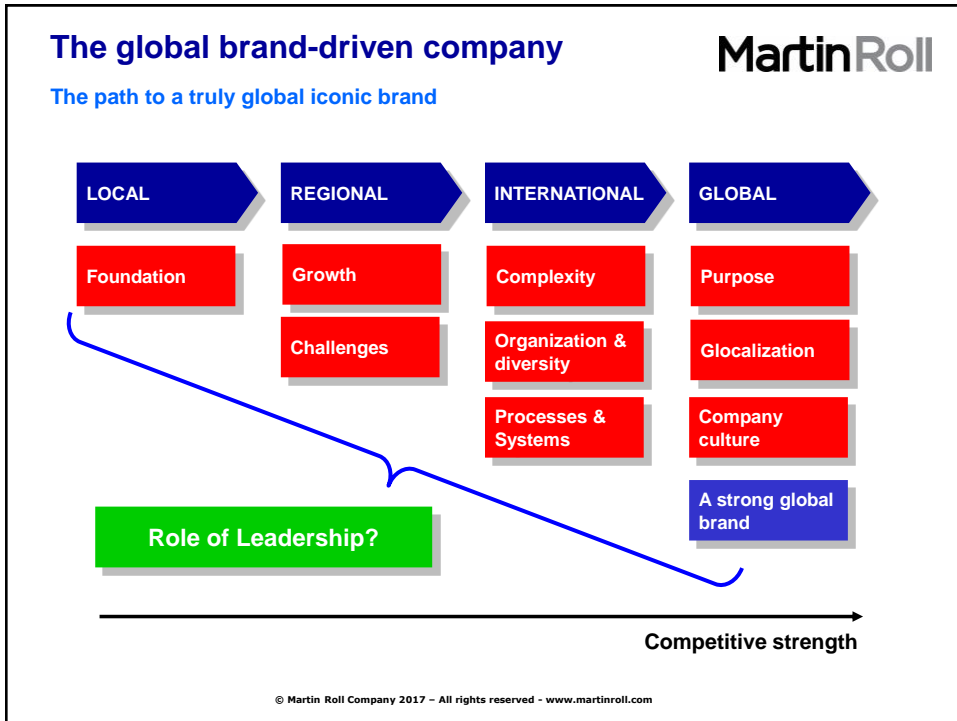 The global brand-driven company
MartinRoll
The path to a truly global iconic brand
LOCAL
REGIONAL
INTERNATIONAL
GLOBAL
Foundation
Growth
Complexity
Purpose
Challenges
Organization &
diversity
Glocalization
Processes &
Systems
Company
culture
A strong global
brand
Role of Leadership?
Competitive strength
© Martin Roll Company 2017 – All rights reserved - www.martinroll.com